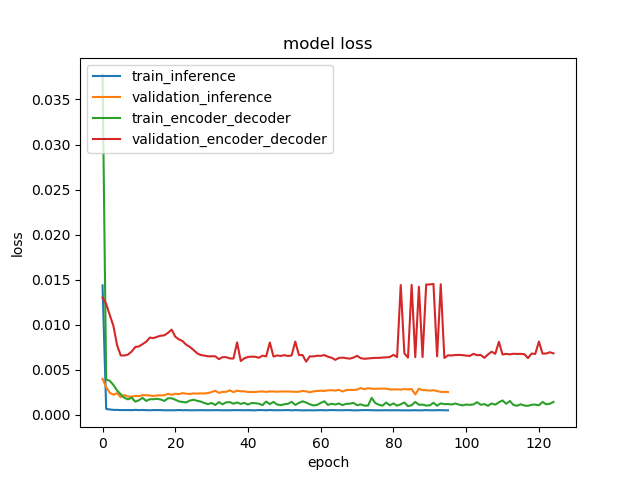 model loss
train_inference
validation_inference
train_encoder_decoder
validation_encoder_decoder
loss
0.035
0.030
0.025
0.020
0.015
0.010
0.005
0.000
0 20 40 60 80 100 120
epoch